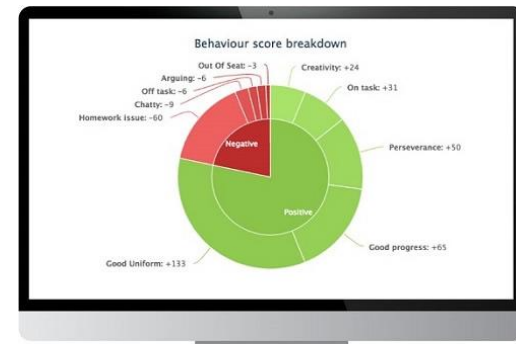 Behaviour score breakdown
Out Of Seat: -3
Arguing: -6
Off task: -6
Chatty: -9
Homework issue: -60
Creativity: +24
On task: +31
Perseverance: +50
Negative
Positive
Good progress: +65
Good Uniform: +133